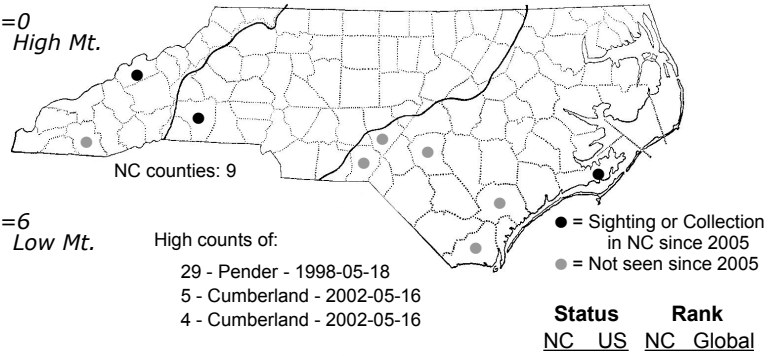 =0
High Mt.
NC counties: 9
=6
Low Mt.
High counts of:
29 - Pender - 1998-05-18
5 - Cumberland - 2002-05-16
4 - Cumberland - 2002-05-16
= Sighting or Collection
in NC since 2005
= Not seen since 2005
Status Rank
NC US NC Global